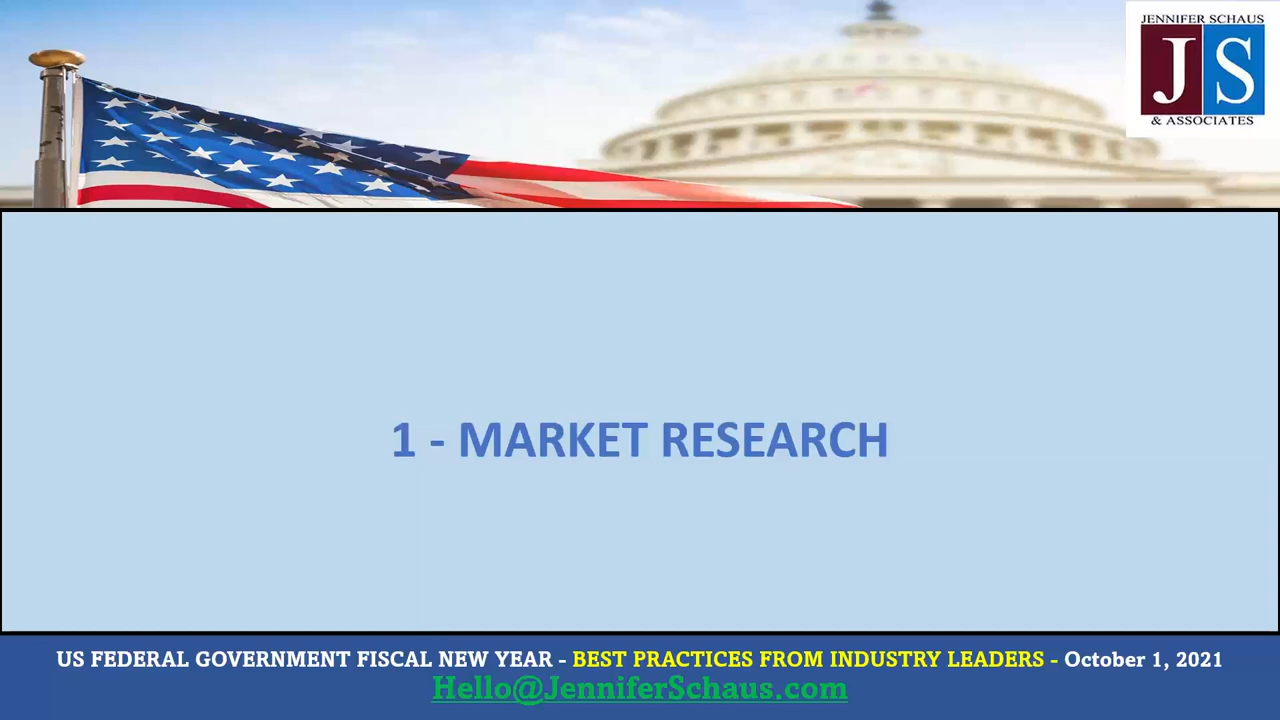 JENNIFER SCHAUS
JS
& ASSOCIATES
1 - MARKET RESEARCH
US FEDERAL GOVERNMENT FISCAL NEW YEAR - BEST PRACTICES FROM INDUSTRY LEADERS - October 1, 2021
Hello@JenniferSchaus.com